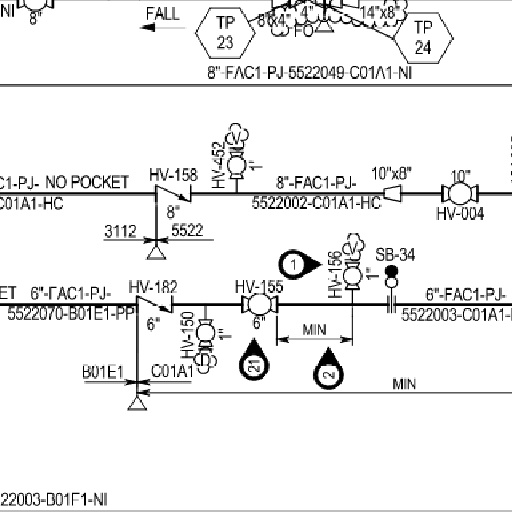 NI
8"
FALL
TP
23
8"x4"
4"
FO
14"x8"
TP
24
8"-FAC1-PJ-5522049-C01A1-NI
C1-PJ- NO POCKET
C01A1-HC
HV-158
8"
HV-452
1"
8"-FAC1-PJ-
5522002-C01A1-HC
10"x8"
10"
HV-004
3112
5522
1
HV-156
1"
SB-34
ET 6"-FAC1-PJ-
5522070-B01E1-PP
HV-182
6"
HV-150
1"
HV-155
6"
6"-FAC1-PJ-
5522003-C01A1-
MIN
21
2
B01E1
C01A1
MIN
22003-B01F1-NI